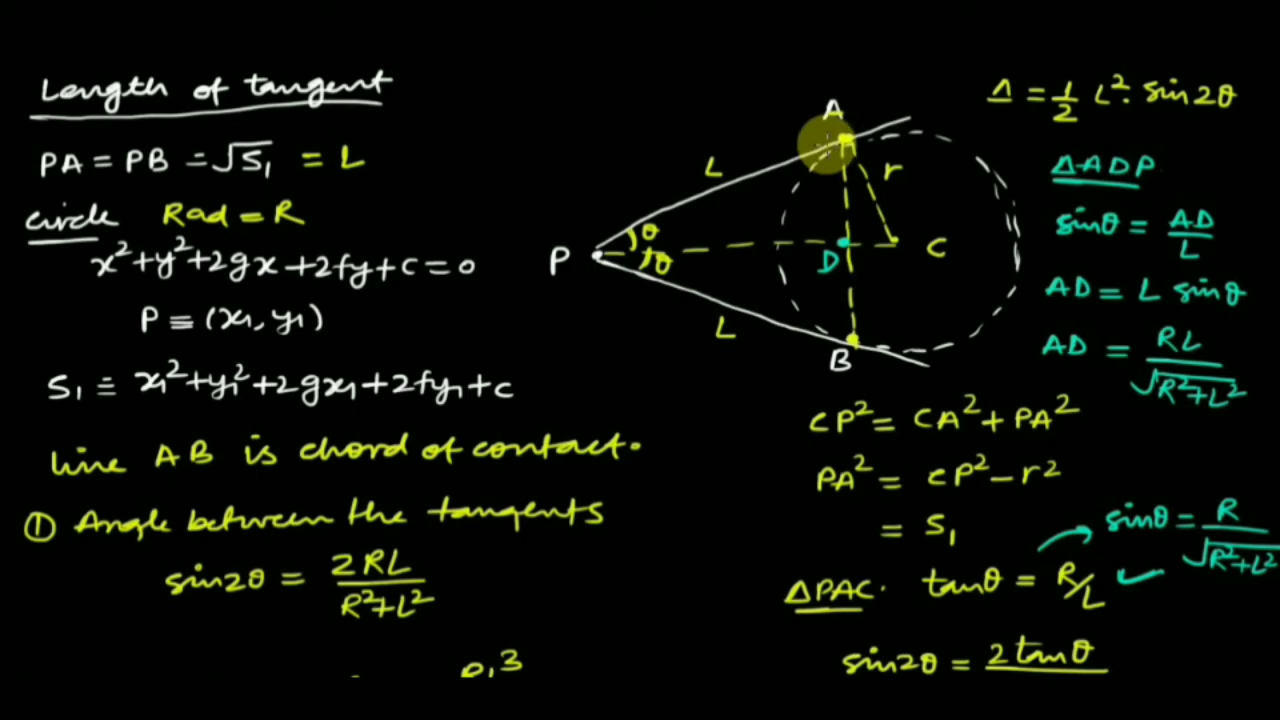 Length of tangent
PA = PB = √S₁ = L
Circle Rad = R
x² + y² + 2gx + 2fy + c = 0
P ≡ (x₁, y₁)
S₁ ≡ x₁² + y₁² + 2gx₁ + 2fy₁ + c
line AB is chord of contact.
① Angle between the tangents
sin2θ = 2RL / R²+L²
A
L
r
P
θ
θ
D
C
L
B
Δ = 1/2 L². sin2θ
ΔADP
sinθ = AD/L
AD = L sinθ
AD = RL / √R²+L²
CP² = CA² + PA²
PA² = CP² − r²
= S₁
sinθ = R / √R²+L²
ΔPAC. tanθ = R/L
sin2θ = 2tanθ